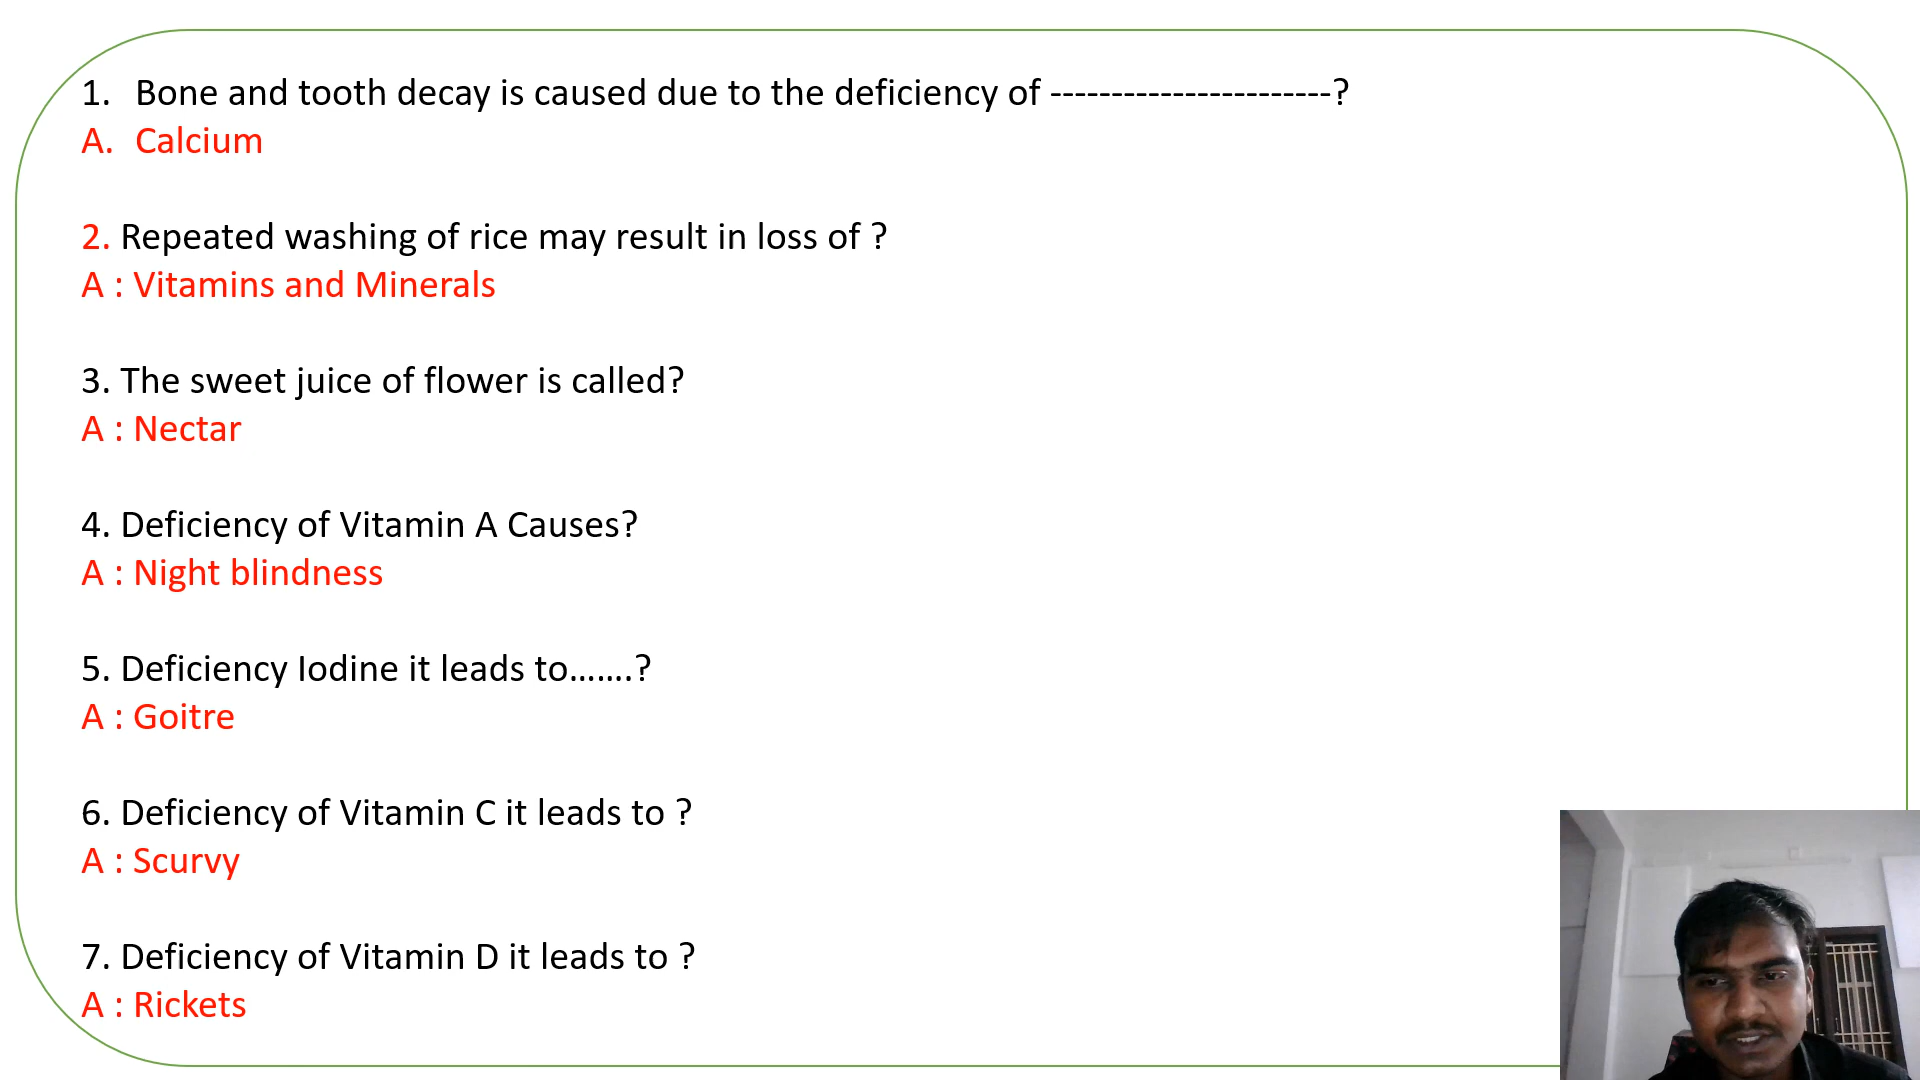 1. Bone and tooth decay is caused due to the deficiency of -----------------------?
A. Calcium
2. Repeated washing of rice may result in loss of ?
A : Vitamins and Minerals
3. The sweet juice of flower is called?
A : Nectar
4. Deficiency of Vitamin A Causes?
A : Night blindness
5. Deficiency Iodine it leads to.......?
A : Goitre
6. Deficiency of Vitamin C it leads to ?
A : Scurvy
7. Deficiency of Vitamin D it leads to ?
A : Rickets